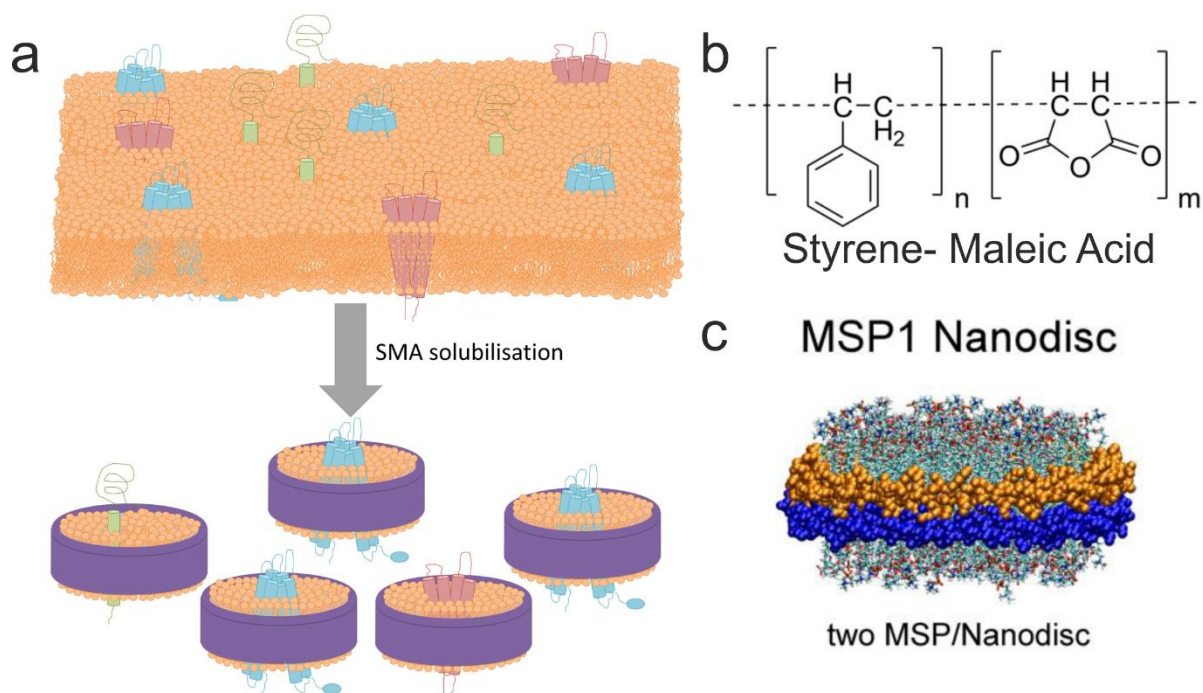 a
SMA solubilisation
b
H
C
C
H₂
n
H H
C C
O O O
m
Styrene- Maleic Acid
c
MSP1 Nanodisc
two MSP/Nanodisc